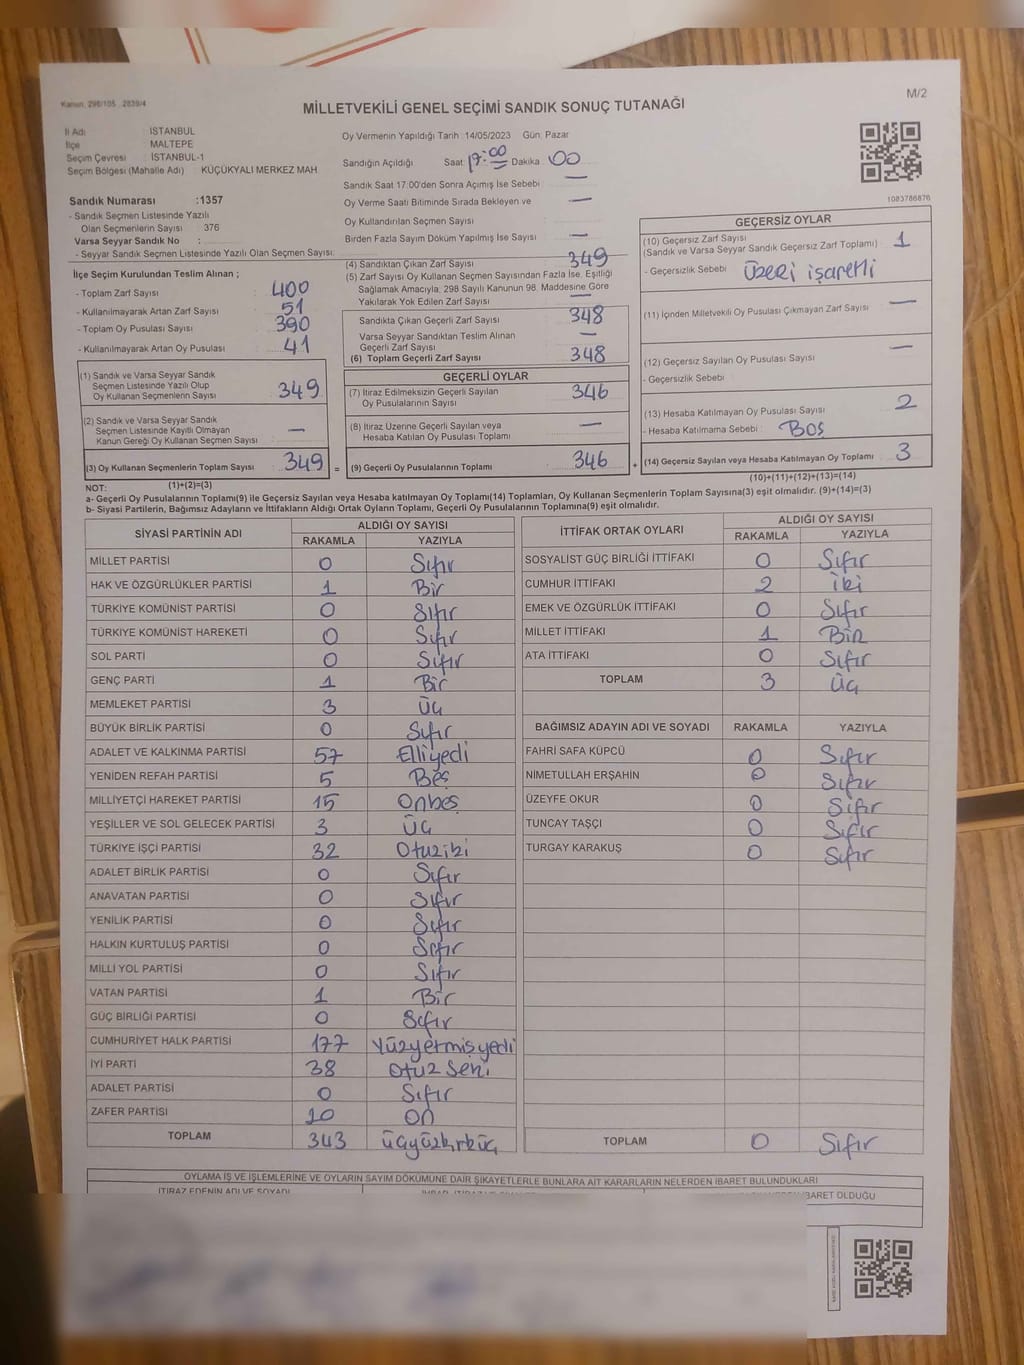 Kanun: 298/105 , 2839/4
M/2
MİLLETVEKİLİ GENEL SEÇİMİ SANDIK SONUÇ TUTANAĞI
İl Adı : İSTANBUL
İlçe : MALTEPE
Seçim Çevresi : İSTANBUL-1
Seçim Bölgesi (Mahalle Adı) KÜÇÜKYALI MERKEZ MAH.
Sandık Numarası :1357
- Sandık Seçmen Listesinde Yazılı
Olan Seçmenlerin Sayısı : 376
Varsa Seyyar Sandık No :
- Seyyar Sandık Seçmen Listesinde Yazılı Olan Seçmen Sayısı:
Oy Vermenin Yapıldığı Tarih: 14/05/2023 Gün: Pazar
Sandığın Açıldığı Saat 17:00 Dakika : 00
Sandık Saat 17.00'den Sonra Açımış İse Sebebi : —
Oy Verme Saati Bitiminde Sırada Bekleyen ve —
Oy Kullandırılan Seçmen Sayısı :
Birden Fazla Sayım Döküm Yapılmış İse Sayısı : —
1083786876
İlçe Seçim Kurulundan Teslim Alınan ;
- Toplam Zarf Sayısı : 400
- Kullanılmayarak Artan Zarf Sayısı : 51
- Toplam Oy Pusulası Sayısı : 390
- Kullanılmayarak Artan Oy Pusulası : 41
(1) Sandık ve Varsa Seyyar Sandık
Seçmen Listesinde Yazılı Olup
Oy Kullanan Seçmenlerin Sayısı : 349
(2) Sandık ve Varsa Seyyar Sandık
Seçmen Listesinde Kayıtlı Olmayan
Kanun Gereği Oy Kullanan Seçmen Sayısı : —
(3) Oy Kullanan Seçmenlerin Toplam Sayısı : 349
(4) Sandıktan Çıkan Zarf Sayısı : 349
(5) Zarf Sayısı Oy Kullanan Seçmen Sayısından Fazla İse, Eşitliği
Sağlamak Amacıyla, 298 Sayılı Kanunun 98. Maddesine Göre
Yakılarak Yok Edilen Zarf Sayısı : —
Sandıkta Çıkan Geçerli Zarf Sayısı : 348
Varsa Seyyar Sandıktan Teslim Alınan
Geçerli Zarf Sayısı : —
(6) Toplam Geçerli Zarf Sayısı : 348
GEÇERLİ OYLAR
(7) İtiraz Edilmeksizin Geçerli Sayılan
Oy Pusulalarının Sayısı : 346
(8) İtiraz Üzerine Geçerli Sayılan veya
Hesaba Katılan Oy Pusulası Toplamı : —
= (9) Geçerli Oy Pusulalarının Toplamı : 346
GEÇERSİZ OYLAR
(10) Geçersiz Zarf Sayısı
(Sandık ve Varsa Seyyar Sandık Geçersiz Zarf Toplamı) : 1
- Geçersizlik Sebebi : Üzeri işaretli
(11) İçinden Milletvekili Oy Pusulası Çıkmayan Zarf Sayısı : —
(12) Geçersiz Sayılan Oy Pusulası Sayısı : —
- Geçersizlik Sebebi :
(13) Hesaba Katılmayan Oy Pusulası Sayısı : 2
- Hesaba Katılmama Sebebi : Boş
+ (14) Geçersiz Sayılan veya Hesaba Katılmayan Oy Toplamı : 3
NOT: (1)+(2)=(3)
(10)+(11)+(12)+(13)=(14)
a- Geçerli Oy Pusulalarının Toplamı(9) ile Geçersiz Sayılan veya Hesaba katılmayan Oy Toplamı(14) Toplamları, Oy Kullanan Seçmenlerin Toplam Sayısına(3) eşit olmalıdır. (9)+(14)=(3)
b- Siyasi Partilerin, Bağımsız Adayların ve İttifakların Aldığı Ortak Oyların Toplamı, Geçerli Oy Pusulalarının Toplamına(9) eşit olmalıdır.
SİYASİ PARTİNİN ADI ALDIĞI OY SAYISI
RAKAMLA YAZIYLA
MİLLET PARTİSİ 0 Sıfır
HAK VE ÖZGÜRLÜKLER PARTİSİ 1 Bir
TÜRKİYE KOMÜNİST PARTİSİ 0 Sıfır
TÜRKİYE KOMÜNİST HAREKETİ 0 Sıfır
SOL PARTİ 0 Sıfır
GENÇ PARTİ 1 Bir
MEMLEKET PARTİSİ 3 Üç
BÜYÜK BİRLİK PARTİSİ 0 Sıfır
ADALET VE KALKINMA PARTİSİ 57 Elliyedi
YENİDEN REFAH PARTİSİ 5 Beş
MİLLİYETÇİ HAREKET PARTİSİ 15 Onbeş
YEŞİLLER VE SOL GELECEK PARTİSİ 3 Üç
TÜRKİYE İŞÇİ PARTİSİ 32 Otuziki
ADALET BİRLİK PARTİSİ 0 Sıfır
ANAVATAN PARTİSİ 0 Sıfır
YENİLİK PARTİSİ 0 Sıfır
HALKIN KURTULUŞ PARTİSİ 0 Sıfır
MİLLİ YOL PARTİSİ 0 Sıfır
VATAN PARTİSİ 1 Bir
GÜÇ BİRLİĞİ PARTİSİ 0 Sıfır
CUMHURİYET HALK PARTİSİ 177 Yüzyetmişyedi
İYİ PARTİ 38 Otuz Seki
ADALET PARTİSİ 0 Sıfır
ZAFER PARTİSİ 10 On
TOPLAM 343 üçyüzkırküç
İTTİFAK ORTAK OYLARI ALDIĞI OY SAYISI
RAKAMLA YAZIYLA
SOSYALİST GÜÇ BİRLİĞİ İTTİFAKI 0 Sıfır
CUMHUR İTTİFAKI 2 İki
EMEK VE ÖZGÜRLÜK İTTİFAKI 0 Sıfır
MİLLET İTTİFAKI 1 Bir
ATA İTTİFAKI 0 Sıfır
TOPLAM 3 Üç
BAĞIMSIZ ADAYIN ADI VE SOYADI RAKAMLA YAZIYLA
FAHRİ SAFA KÜPCÜ 0 Sıfır
NİMETULLAH ERŞAHİN 0 Sıfır
ÜZEYFE OKUR 0 Sıfır
TUNCAY TAŞÇI 0 Sıfır
TURGAY KARAKUŞ 0 Sıfır
TOPLAM 0 Sıfır
OYLAMA İŞ VE İŞLEMLERİNE VE OYLARIN SAYIM DÖKÜMÜNE DAİR ŞİKAYETLERLE BUNLARA AİT KARARLARIN NELERDEN İBARET BULUNDUKLARI
İTİRAZ EDENİN ADI VE SOYADI
İBARET OLDUĞU